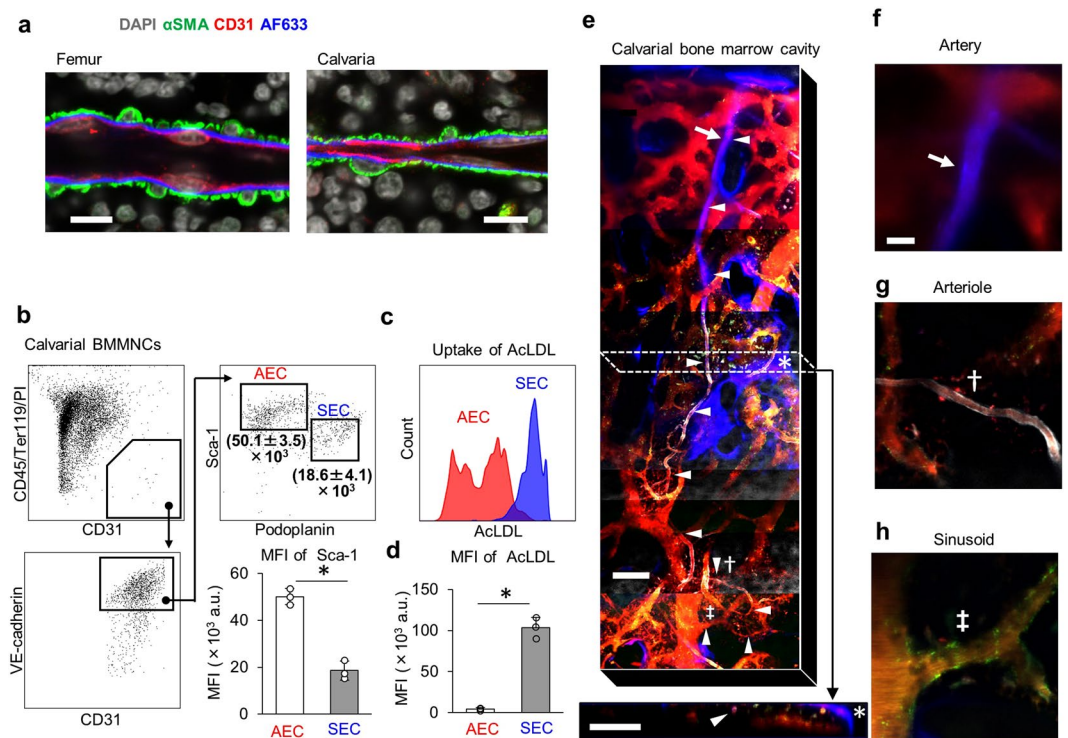 DAPI αSMA CD31 AF633
a
Femur
Calvaria
b
Calvarial BMMNCs
CD45/Ter119/PI
CD31
AEC
SEC
(50.1±3.5)
×10³
(18.6±4.1)
×10³
Sca-1
Podoplanin
VE-cadherin
CD31
MFI of Sca-1
*
MFI (×10³ a.u.)
60
40
20
0
AEC
SEC
c
Uptake of AcLDL
SEC
AEC
Count
AcLDL
d
MFI of AcLDL
*
MFI (×10³ a.u.)
150
100
50
0
AEC
SEC
e
Calvarial bone marrow cavity
*
†
‡
*
f
Artery
g
Arteriole
†
h
Sinusoid
‡